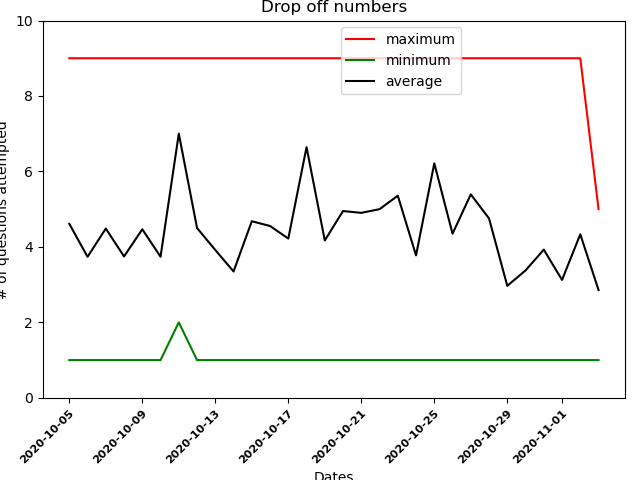 Drop off numbers
maximum
minimum
average
# of questions attempted
10
8
6
4
2
0
2020-10-05
2020-10-09
2020-10-13
2020-10-17
2020-10-21
2020-10-25
2020-10-29
2020-11-01
Dates